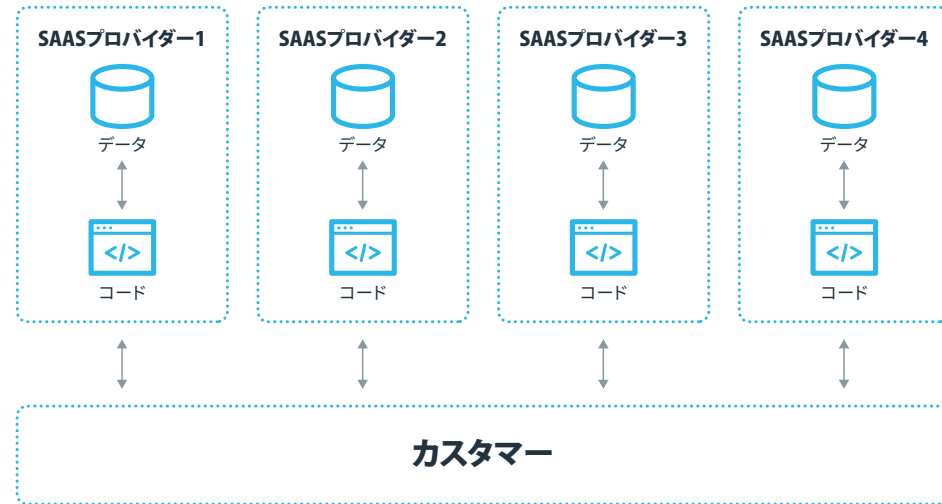 SAASプロバイダー1
SAASプロバイダー2
SAASプロバイダー3
SAASプロバイダー4
データ
データ
データ
データ
</>
</>
</>
</>
コード
コード
コード
コード
カスタマー